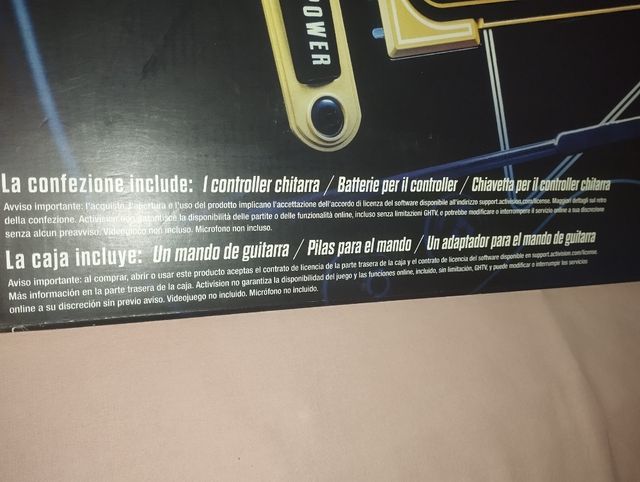 POWER
La confezione include: 1 controller chitarra / Batterie per il controller / Chiavetta per il controller chitarra
Avviso importante: l'acquisto, l'apertura e l'uso del prodotto implicano l'accettazione dell'accordo di licenza del software disponibile all'indirizzo support.activision.com/license. Maggiori dettagli sul retro
della confezione. Activision non garantisce la disponibilità delle partite o delle funzionalità online, incluso senza limitazioni GHTV, e potrebbe modificare o interrompere il servizio online a sua discrezione
senza alcun preavviso. Videogioco non incluso. Microfono non incluso.
La caja incluye: Un mando de guitarra / Pilas para el mando / Un adaptador para el mando de guitarra
Aviso importante: al comprar, abrir o usar este producto aceptas el contrato de licencia de la parte trasera de la caja y el contrato de licencia del software disponible en support.activision.com/license.
Más información en la parte trasera de la caja. Activision no garantiza la disponibilidad del juego y las funciones online, incluido, sin limitación, GHTV, y puede modificar o interrumpir los servicios
online a su discreción sin previo aviso. Videojuego no incluido. Micrófono no incluido.